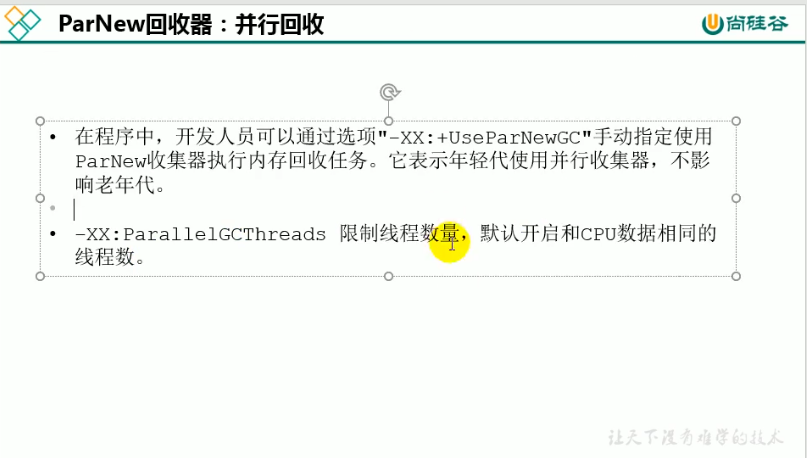 ParNew回收器：并行回收
尚硅谷
• 在程序中，开发人员可以通过选项"-XX:+UseParNewGC"手动指定使用
ParNew收集器执行内存回收任务。它表示年轻代使用并行收集器，不影
响老年代。
• -XX:ParallelGCThreads 限制线程数量，默认开启和CPU数据相同的
线程数。
让天下没有难学的技术